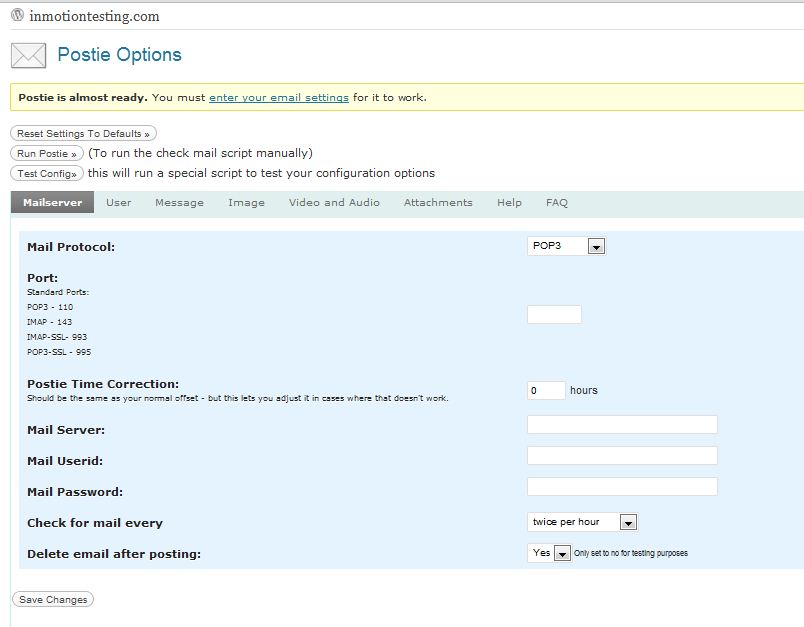 inmotiontesting.com
Postie Options
Postie is almost ready. You must enter your email settings for it to work.
Reset Settings To Defaults »
Run Postie » (To run the check mail script manually)
Test Config» this will run a special script to test your configuration options
Mailserver User Message Image Video and Audio Attachments Help FAQ
Mail Protocol: POP3
Port:
Standard Ports:
POP3 - 110
IMAP - 143
IMAP-SSL- 993
POP3-SSL - 995
Postie Time Correction: 0 hours
Should be the same as your normal offset - but this lets you adjust it in cases where that doesn't work.
Mail Server:
Mail Userid:
Mail Password:
Check for mail every twice per hour
Delete email after posting: Yes Only set to no for testing purposes
Save Changes